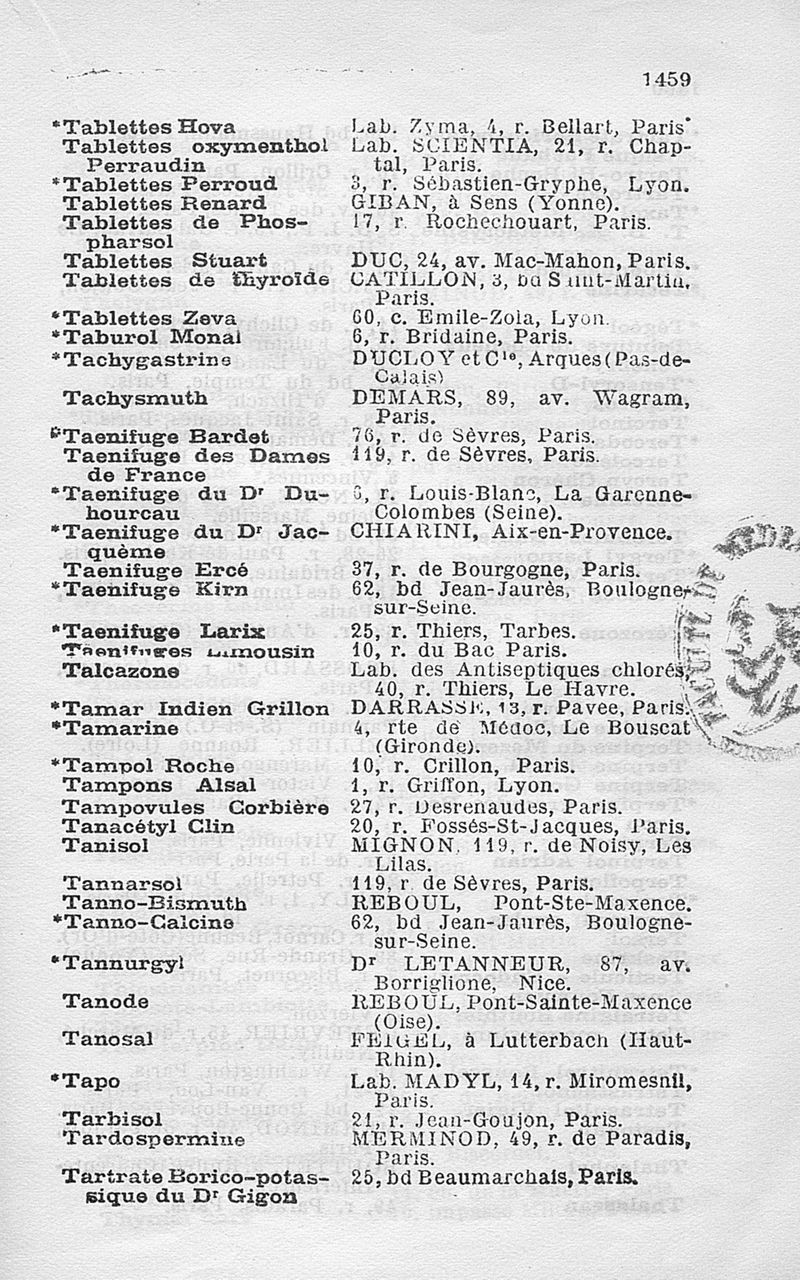 1459
*Tablettes Hova Lab. Zyma, 4, r. Bellart, Paris
Tablettes oxymenthol Lab. SCIENTIA, 21, r. Chap-
Perraudin tal, Paris.
*Tablettes Perroud 3, r. Sébastien-Gryphe, Lyon.
Tablettes Renard GIBAN, à Sens (Yonne).
Tablettes de Phos- 17, r. Rochechouart, Paris.
pharsol
Tablettes Stuart DUC, 24, av. Mac-Mahon, Paris.
Tablettes de thyroïde CATILLON, 3,
Paris.
*Tablettes Zeva 60, c. Emile-Zola, Lyon.
*Taburol Monal 6, r. Bridaine, Paris.
*Tachygastrine DUCLOY et Cie, Arques (Pas-de-
Calais)
Tachysmuth DEMARS, 89, av. Wagram,
Paris.
*Taenifuge Bardet 76, r. de Sèvres, Paris.
Taenifuge des Dames 119, r. de Sèvres, Paris.
de France
*Taenifuge du Dr Du- 6, r. Louis-Blanc, La Garenne-
hourcau Colombes (Seine).
*Taenifuge du Dr Jac- CHIARINI, Aix-en-Provence.
quème
Taenifuge Ercé 37, r. de Bourgogne, Paris.
*Taenifuge Kirn 62, bd Jean-Jaurès, Boulogne-
sur-Seine.
*Taenifuge Larix 25, r. Thiers, Tarbes.
Taenifuges Limousin 10, r. du Bac Paris.
Talcazone Lab. des Antiseptiques chlorés,
40, r. Thiers, Le Havre.
*Tamar Indien Grillon DARRASSE, 13, r. Pavée, Paris.
*Tamarine 4, rte de Médoc, Le Bouscat
(Gironde).
*Tampol Roche 10, r. Crillon, Paris.
Tampons Alsal 1, r. Griffon, Lyon.
Tampovules Corbière 27, r. Desrenaudes, Paris.
Tanacétyl Clin 20, r. Fossés-St-Jacques, Paris.
Tanisol MIGNON, 119, r. de Noisy, Les
Lilas.
Tannarsol 119, r. de Sèvres, Paris.
Tanno-Bismuth REBOUL, Pont-Ste-Maxence.
*Tanno-Calcine 62, bd Jean-Jaurès, Boulogne-
sur-Seine.
*Tannurgyl Dr LETANNEUR, 87, av.
Borriglione, Nice.
Tanode REBOUL, Pont-Sainte-Maxence
(Oise).
Tanosal FEIGEL, à Lutterbach (Haut-
Rhin).
*Tapo Lab. MADYL, 14, r. Miromesnil,
Paris.
Tarbisol 21, r. Jean-Goujon, Paris.
Tardospermine MERMINOD, 49, r. de Paradis,
Paris.
Tartrate Borico-potas- 25, bd Beaumarchais, Paris.
sique du Dr Gigon